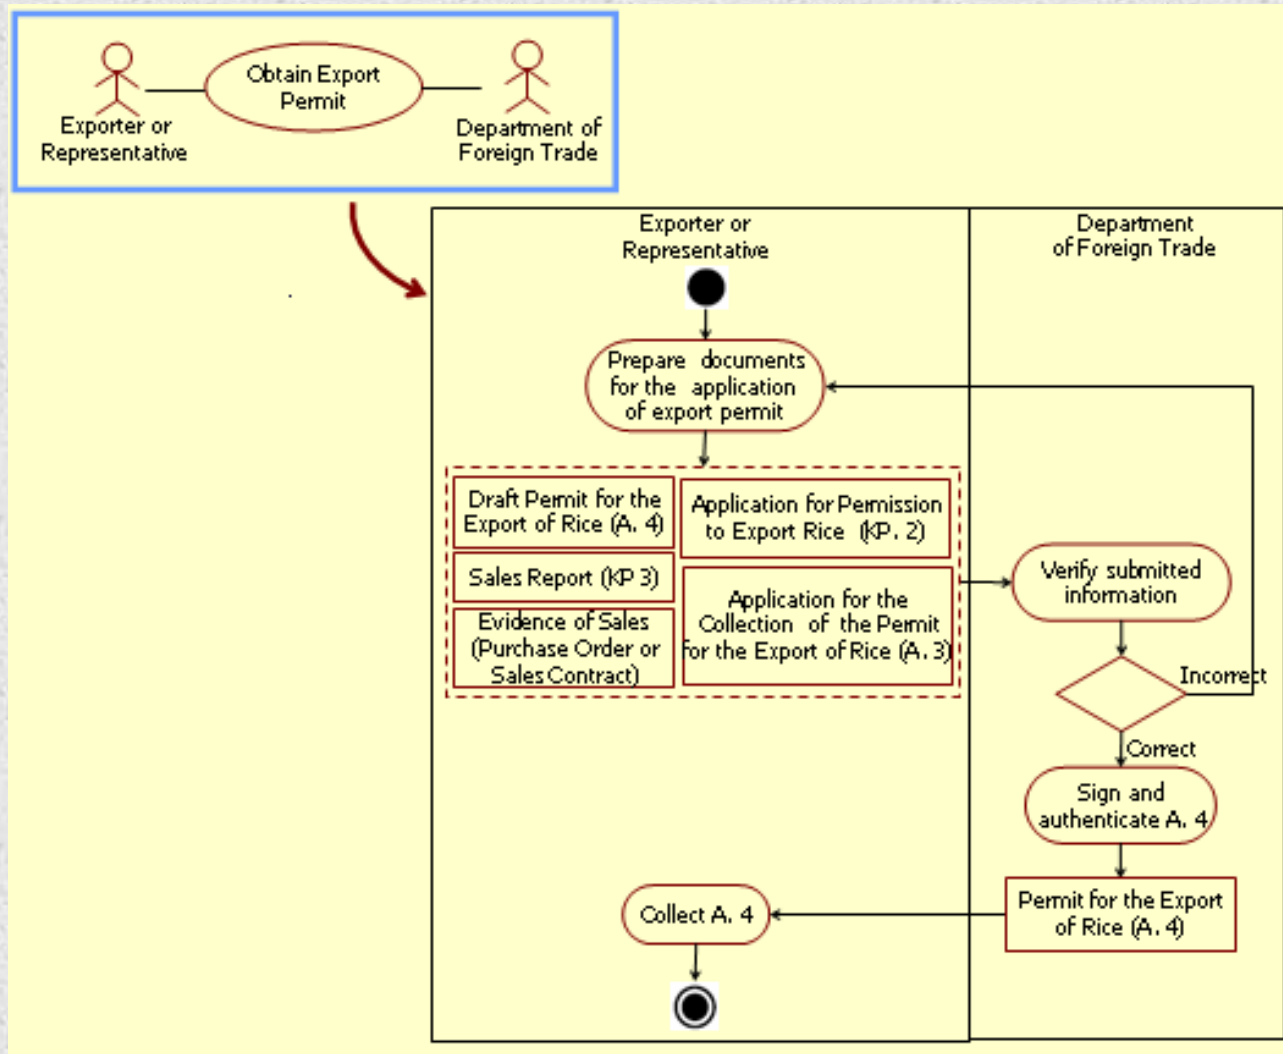 Obtain Export
Permit
Exporter or
Representative
Department of
Foreign Trade
Exporter or
Representative
Department
of Foreign Trade
Prepare documents
for the application
of export permit
Draft Permit for the
Export of Rice (A. 4)
Application for Permission
to Export Rice (KP. 2)
Sales Report (KP 3)
Evidence of Sales
(Purchase Order or
Sales Contract)
Application for the
Collection of the Permit
for the Export of Rice (A. 3)
Verify submitted
information
Incorrect
Correct
Sign and
authenticate A. 4
Permit for the Export
of Rice (A. 4)
Collect A. 4